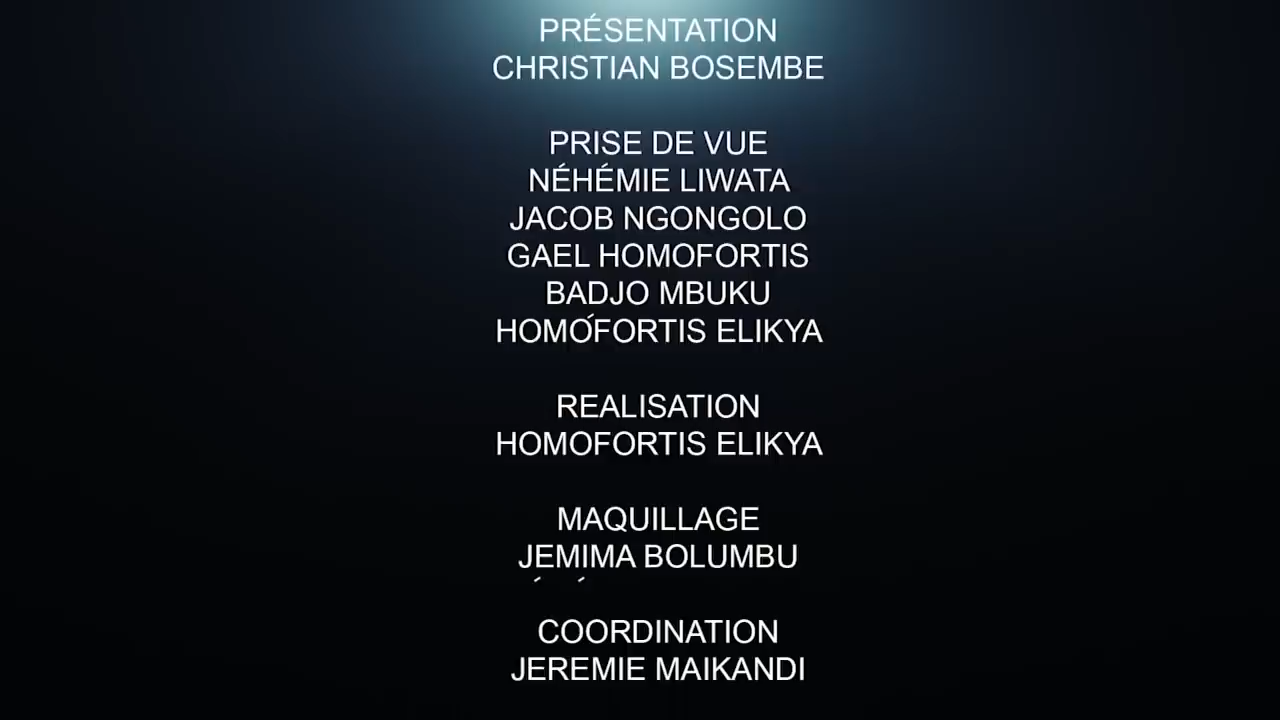 PRÉSENTATION
CHRISTIAN BOSEMBE
PRISE DE VUE
NÉHÉMIE LIWATA
JACOB NGONGOLO
GAEL HOMOFORTIS
BADJO MBUKU
HOMOFORTIS ELIKYA
REALISATION
HOMOFORTIS ELIKYA
MAQUILLAGE
JEMIMA BOLUMBU
COORDINATION
JEREMIE MAIKANDI